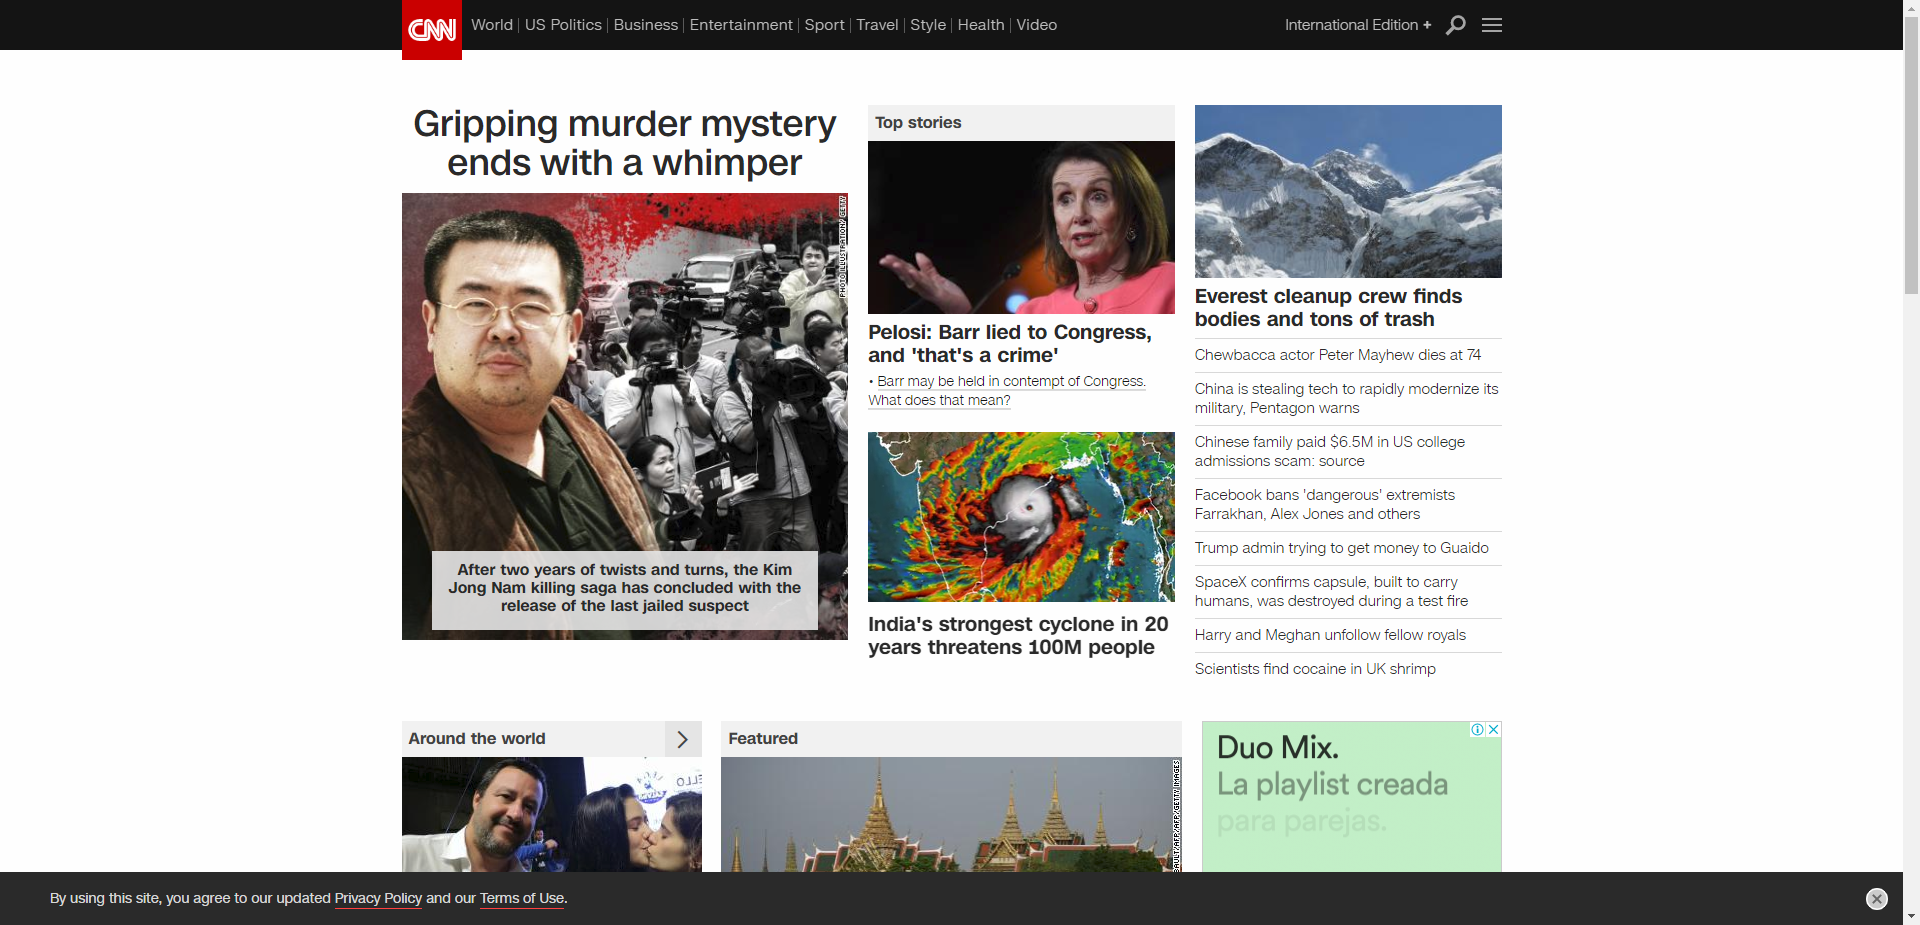 CNN
World
US Politics
Business
Entertainment
Sport
Travel
Style
Health
Video
International Edition +
Gripping murder mystery
ends with a whimper
PHOTO ILLUSTRATION/ GETTY
After two years of twists and turns, the Kim
Jong Nam killing saga has concluded with the
release of the last jailed suspect
Top stories
Pelosi: Barr lied to Congress,
and 'that's a crime'
• Barr may be held in contempt of Congress.
What does that mean?
India's strongest cyclone in 20
years threatens 100M people
Everest cleanup crew finds
bodies and tons of trash
Chewbacca actor Peter Mayhew dies at 74
China is stealing tech to rapidly modernize its
military, Pentagon warns
Chinese family paid $6.5M in US college
admissions scam: source
Facebook bans 'dangerous' extremists
Farrakhan, Alex Jones and others
Trump admin trying to get money to Guaido
SpaceX confirms capsule, built to carry
humans, was destroyed during a test fire
Harry and Meghan unfollow fellow royals
Scientists find cocaine in UK shrimp
Around the world
Featured
/AFP/AFP/GETTY IMAGES
Duo Mix.
La playlist creada
para parejas.
By using this site, you agree to our updated Privacy Policy and our Terms of Use.